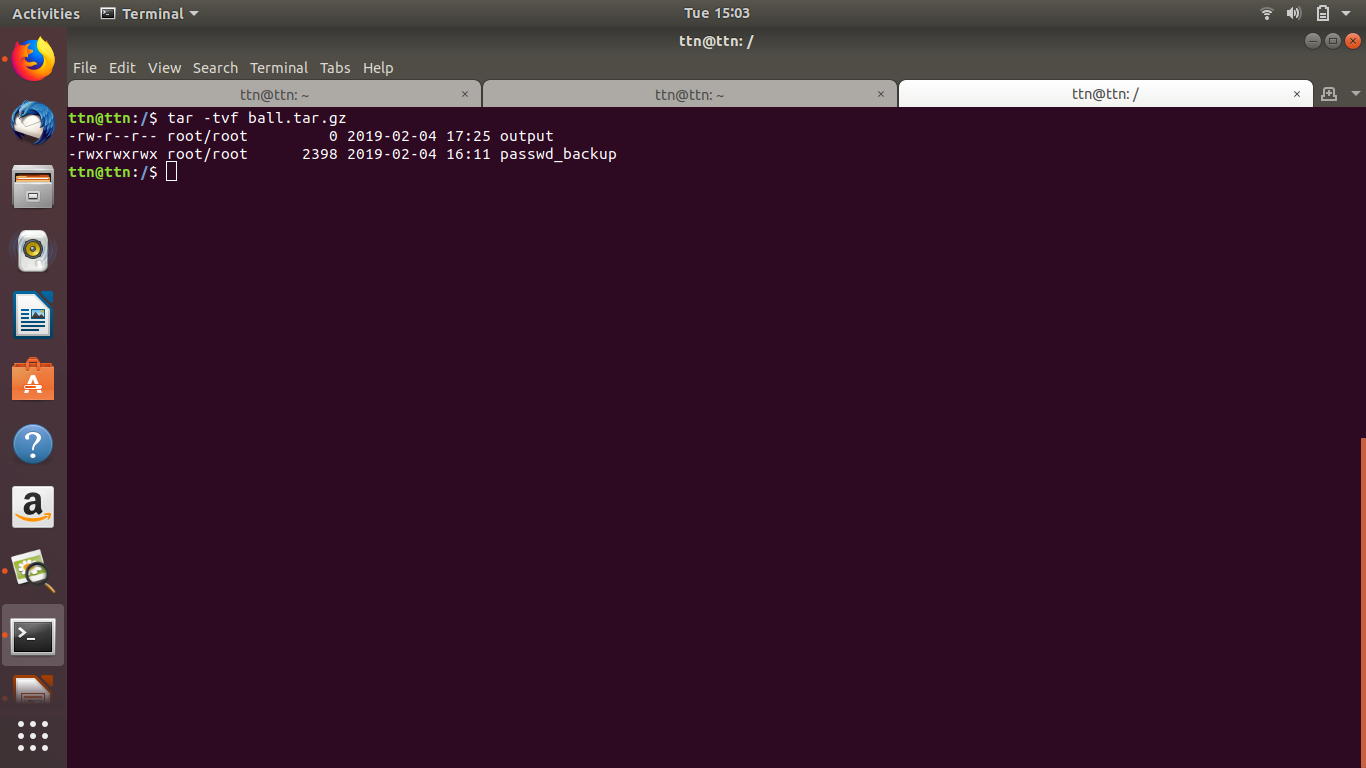 Activities Terminal Tue 15:03
ttn@ttn: /
File Edit View Search Terminal Tabs Help
ttn@ttn: ~ × ttn@ttn: ~ × ttn@ttn: / ×
ttn@ttn:/$ tar -tvf ball.tar.gz
-rw-r--r-- root/root         0 2019-02-04 17:25 output
-rwxrwxrwx root/root      2398 2019-02-04 16:11 passwd_backup
ttn@ttn:/$